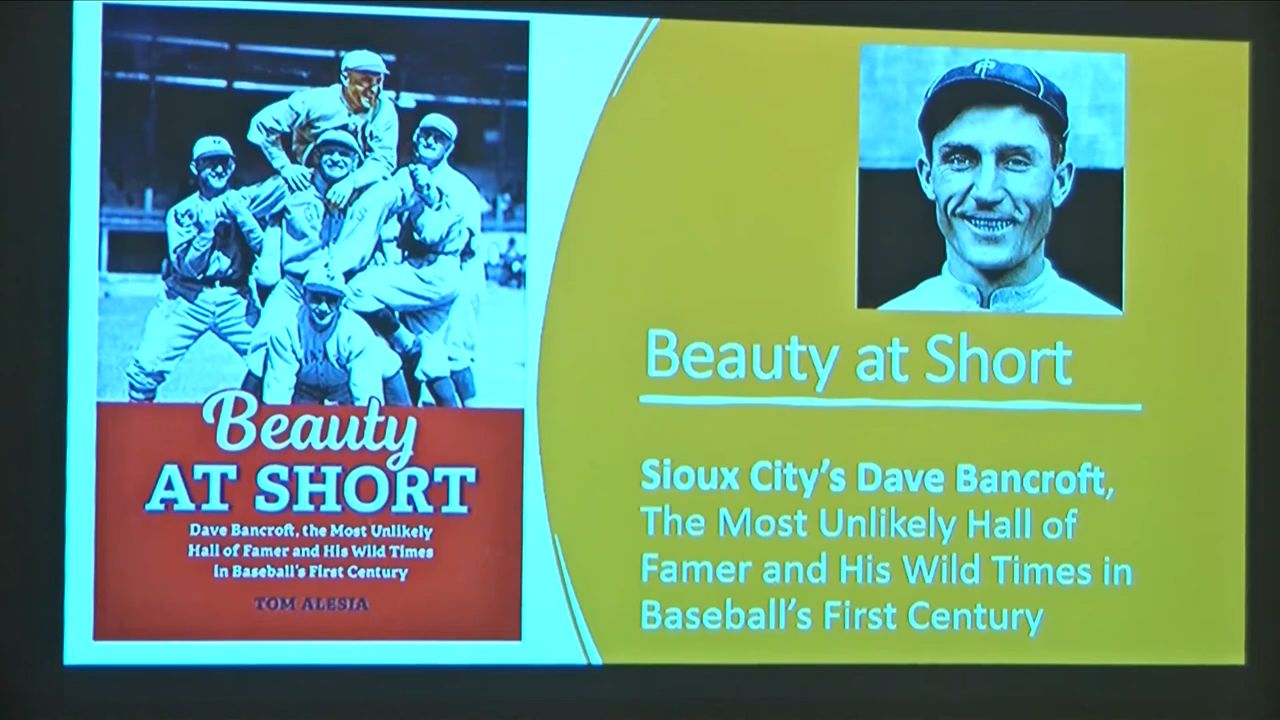 Beauty
AT SHORT
Dave Bancroft, the Most Unlikely
Hall of Famer and His Wild Times
in Baseball's First Century
TOM ALESIA
Beauty at Short
Sioux City's Dave Bancroft,
The Most Unlikely Hall of
Famer and His Wild Times in
Baseball's First Century